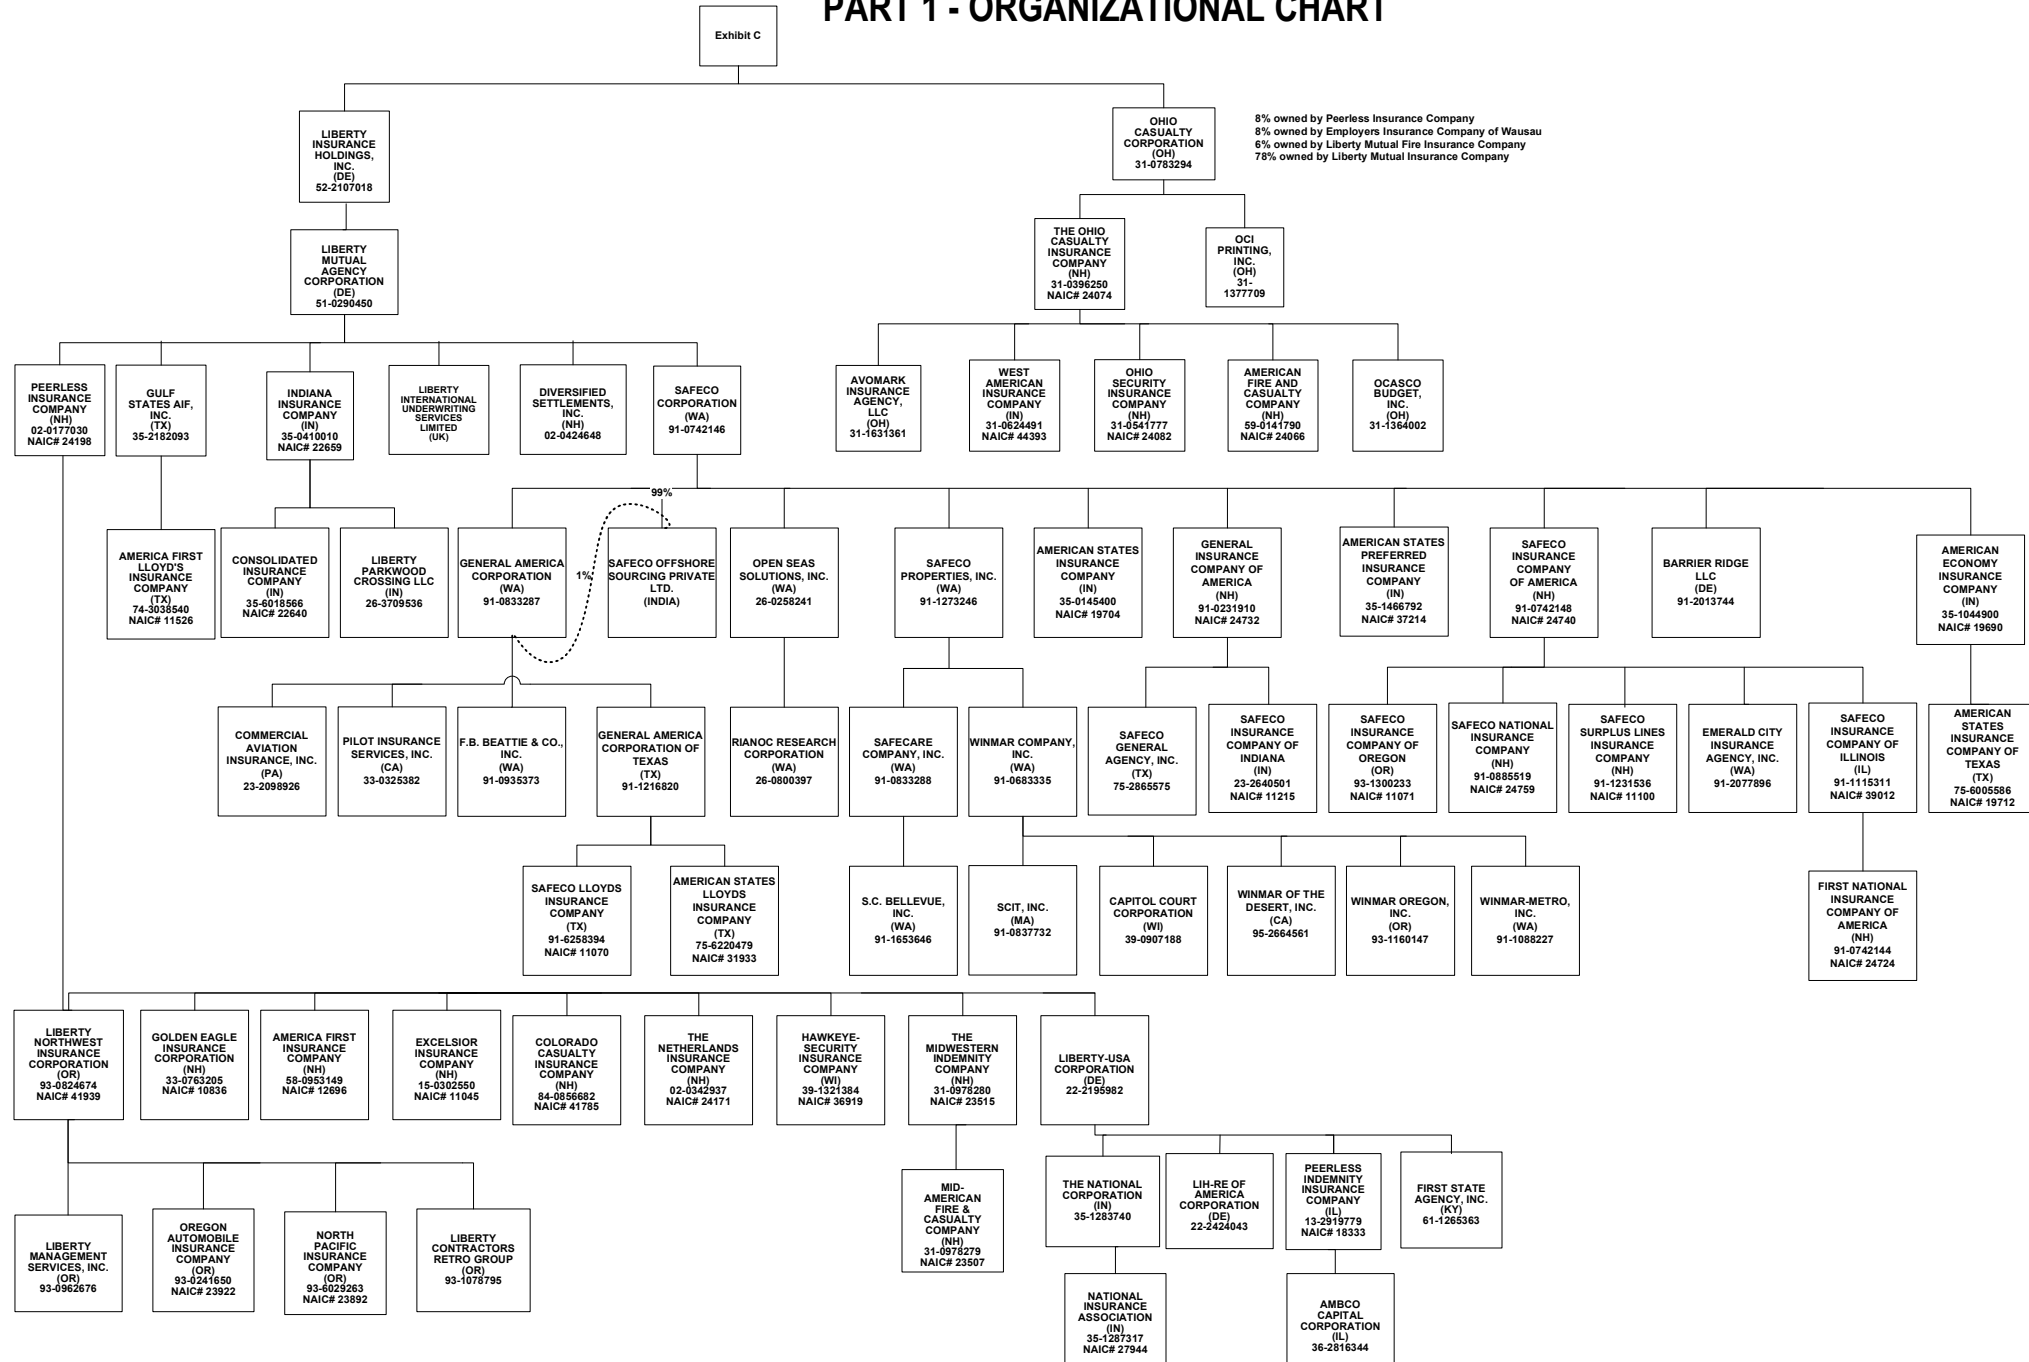 PART 1 - ORGANIZATIONAL CHART
Exhibit C
LIBERTY
INSURANCE
HOLDINGS,
INC.
(DE)
52-2107018
OHIO
CASUALTY
CORPORATION
(OH)
31-0783294
8% owned by Peerless Insurance Company
8% owned by Employers Insurance Company of Wausau
6% owned by Liberty Mutual Fire Insurance Company
78% owned by Liberty Mutual Insurance Company
LIBERTY
MUTUAL
AGENCY
CORPORATION
(DE)
51-0290450
THE OHIO
CASUALTY
INSURANCE
COMPANY
(NH)
31-0396250
NAIC# 24074
OCI
PRINTING,
INC.
(OH)
31-
1377709
PEERLESS
INSURANCE
COMPANY
(NH)
02-0177030
NAIC# 24198
GULF
STATES AIF,
INC.
(TX)
35-2182093
INDIANA
INSURANCE
COMPANY
(IN)
35-0410010
NAIC# 22659
LIBERTY
INTERNATIONAL
UNDERWRITING
SERVICES
LIMITED
(UK)
DIVERSIFIED
SETTLEMENTS,
INC.
(NH)
02-0424648
SAFECO
CORPORATION
(WA)
91-0742146
AVOMARK
INSURANCE
AGENCY,
LLC
(OH)
31-1631361
WEST
AMERICAN
INSURANCE
COMPANY
(IN)
31-0624491
NAIC# 44393
OHIO
SECURITY
INSURANCE
COMPANY
(NH)
31-0541777
NAIC# 24082
AMERICAN
FIRE AND
CASUALTY
COMPANY
(NH)
59-0141790
NAIC# 24066
OCASCO
BUDGET,
INC.
(OH)
31-1364002
99%
1%
AMERICA FIRST
LLOYD'S
INSURANCE
COMPANY
(TX)
74-3038540
NAIC# 11526
CONSOLIDATED
INSURANCE
COMPANY
(IN)
35-6018566
NAIC# 22640
LIBERTY
PARKWOOD
CROSSING LLC
(IN)
26-3709536
GENERAL AMERICA
CORPORATION
(WA)
91-0833287
SAFECO OFFSHORE
SOURCING PRIVATE
LTD.
(INDIA)
OPEN SEAS
SOLUTIONS, INC.
(WA)
26-0258241
SAFECO
PROPERTIES, INC.
(WA)
91-1273246
AMERICAN STATES
INSURANCE
COMPANY
(IN)
35-0145400
NAIC# 19704
GENERAL
INSURANCE
COMPANY OF
AMERICA
(NH)
91-0231910
NAIC# 24732
AMERICAN STATES
PREFERRED
INSURANCE
COMPANY
(IN)
35-1466792
NAIC# 37214
SAFECO
INSURANCE
COMPANY
OF AMERICA
(NH)
91-0742148
NAIC# 24740
BARRIER RIDGE
LLC
(DE)
91-2013744
AMERICAN
ECONOMY
INSURANCE
COMPANY
(IN)
35-1044900
NAIC# 19690
COMMERCIAL
AVIATION
INSURANCE, INC.
(PA)
23-2098926
PILOT INSURANCE
SERVICES, INC.
(CA)
33-0325382
F.B. BEATTIE & CO.,
INC.
(WA)
91-0935373
GENERAL AMERICA
CORPORATION OF
TEXAS
(TX)
91-1216820
RIANOC RESEARCH
CORPORATION
(WA)
26-0800397
SAFECARE
COMPANY, INC.
(WA)
91-0833288
WINMAR COMPANY,
INC.
(WA)
91-0683335
SAFECO
GENERAL
AGENCY, INC.
(TX)
75-2865575
SAFECO
INSURANCE
COMPANY OF
INDIANA
(IN)
23-2640501
NAIC# 11215
SAFECO
INSURANCE
COMPANY OF
OREGON
(OR)
93-1300233
NAIC# 11071
SAFECO NATIONAL
INSURANCE
COMPANY
(NH)
91-0885519
NAIC# 24759
SAFECO
SURPLUS LINES
INSURANCE
COMPANY
(NH)
91-1231536
NAIC# 11100
EMERALD CITY
INSURANCE
AGENCY, INC.
(WA)
91-2077896
SAFECO
INSURANCE
COMPANY OF
ILLINOIS
(IL)
91-1115311
NAIC# 39012
AMERICAN
STATES
INSURANCE
COMPANY OF
TEXAS
(TX)
75-6005586
NAIC# 19712
SAFECO LLOYDS
INSURANCE
COMPANY
(TX)
91-6258394
NAIC# 11070
AMERICAN STATES
LLOYDS
INSURANCE
COMPANY
(TX)
75-6220479
NAIC# 31933
S.C. BELLEVUE,
INC.
(WA)
91-1653646
SCIT, INC.
(MA)
91-0837732
CAPITOL COURT
CORPORATION
(WI)
39-0907188
WINMAR OF THE
DESERT, INC.
(CA)
95-2664561
WINMAR OREGON,
INC.
(OR)
93-1160147
WINMAR-METRO,
INC.
(WA)
91-1088227
FIRST NATIONAL
INSURANCE
COMPANY OF
AMERICA
(NH)
91-0742144
NAIC# 24724
LIBERTY
NORTHWEST
INSURANCE
CORPORATION
(OR)
93-0824674
NAIC# 41939
GOLDEN EAGLE
INSURANCE
CORPORATION
(NH)
33-0763205
NAIC# 10836
AMERICA FIRST
INSURANCE
COMPANY
(NH)
58-0953149
NAIC# 12696
EXCELSIOR
INSURANCE
COMPANY
(NH)
15-0302550
NAIC# 11045
COLORADO
CASUALTY
INSURANCE
COMPANY
(NH)
84-0856682
NAIC# 41785
THE
NETHERLANDS
INSURANCE
COMPANY
(NH)
02-0342937
NAIC# 24171
HAWKEYE-
SECURITY
INSURANCE
COMPANY
(WI)
39-1321384
NAIC# 36919
THE
MIDWESTERN
INDEMNITY
COMPANY
(NH)
31-0978280
NAIC# 23515
LIBERTY-USA
CORPORATION
(DE)
22-2195982
LIBERTY
MANAGEMENT
SERVICES, INC.
(OR)
93-0962676
OREGON
AUTOMOBILE
INSURANCE
COMPANY
(OR)
93-0241650
NAIC# 23922
NORTH
PACIFIC
INSURANCE
COMPANY
(OR)
93-6029263
NAIC# 23892
LIBERTY
CONTRACTORS
RETRO GROUP
(OR)
93-1078795
MID-
AMERICAN
FIRE &
CASUALTY
COMPANY
(NH)
31-0978279
NAIC# 23507
THE NATIONAL
CORPORATION
(IN)
35-1283740
LIH-RE OF
AMERICA
CORPORATION
(DE)
22-2424043
PEERLESS
INDEMNITY
INSURANCE
COMPANY
(IL)
13-2919779
NAIC# 18333
FIRST STATE
AGENCY, INC.
(KY)
61-1265363
NATIONAL
INSURANCE
ASSOCIATION
(IN)
35-1287317
NAIC# 27944
AMBCO
CAPITAL
CORPORATION
(IL)
36-2816344